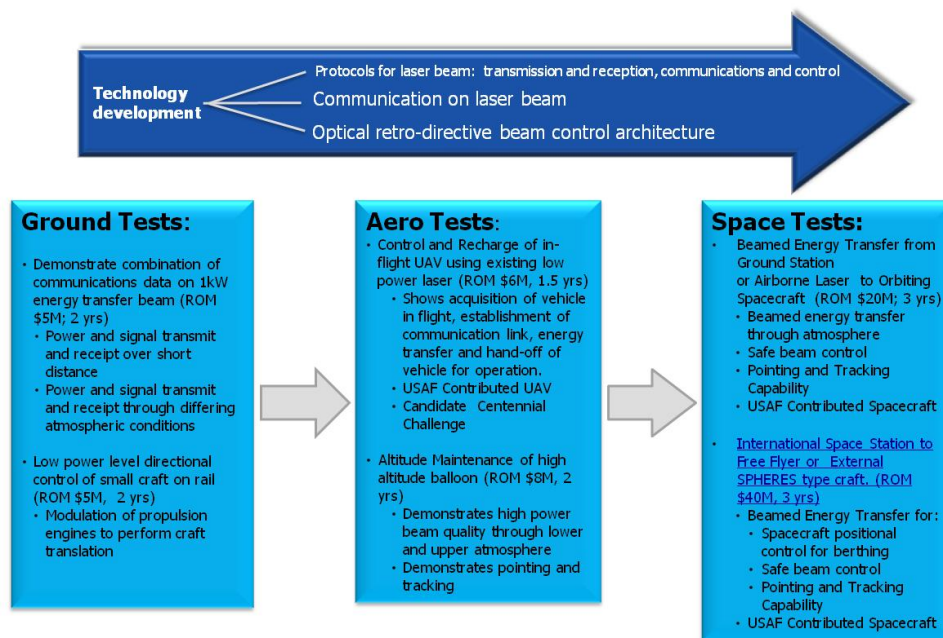 Technology
development
Protocols for laser beam: transmission and reception, communications and control
Communication on laser beam
Optical retro-directive beam control architecture
Ground Tests:
• Demonstrate combination of
communications data on 1kW
energy transfer beam (ROM
$5M; 2 yrs)
• Power and signal transmit
and receipt over short
distance
• Power and signal transmit
and receipt through differing
atmospheric conditions
• Low power level directional
control of small craft on rail
(ROM $5M, 2 yrs)
• Modulation of propulsion
engines to perform craft
translation
Aero Tests:
• Control and Recharge of in-
flight UAV using existing low
power laser (ROM $6M, 1.5 yrs)
• Shows acquisition of vehicle
in flight, establishment of
communication link, energy
transfer and hand-off of
vehicle for operation.
• USAF Contributed UAV
• Candidate Centennial
Challenge
• Altitude Maintenance of high
altitude balloon (ROM $8M, 2
yrs)
• Demonstrates high power
beam quality through lower
and upper atmosphere
• Demonstrates pointing and
tracking
Space Tests:
• Beamed Energy Transfer from
Ground Station
or Airborne Laser to Orbiting
Spacecraft (ROM $20M; 3 yrs)
• Beamed energy transfer
through atmosphere
• Safe beam control
• Pointing and Tracking
Capability
• USAF Contributed Spacecraft
• International Space Station to
Free Flyer or External
SPHERES type craft. (ROM
$40M, 3 yrs)
• Beamed Energy Transfer for:
• Spacecraft positional
control for berthing
• Safe beam control
• Pointing and Tracking
Capability
• USAF Contributed Spacecraft